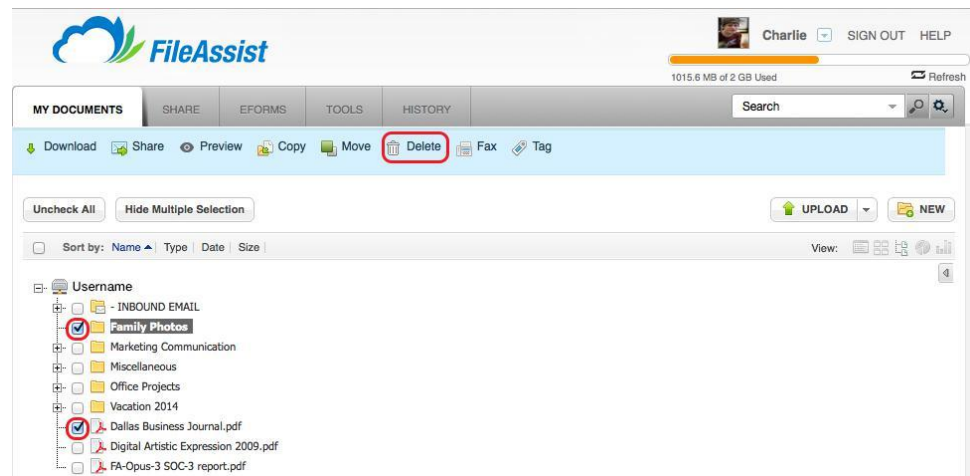 FileAssist
Charlie SIGN OUT HELP
1015.6 MB of 2 GB Used Refresh
MY DOCUMENTS SHARE EFORMS TOOLS HISTORY Search
Download Share Preview Copy Move Delete Fax Tag
Uncheck All Hide Multiple Selection UPLOAD NEW
Sort by: Name Type Date Size View:
Username
- INBOUND EMAIL
Family Photos
Marketing Communication
Miscellaneous
Office Projects
Vacation 2014
Dallas Business Journal.pdf
Digital Artistic Expression 2009.pdf
FA-Opus-3 SOC-3 report.pdf